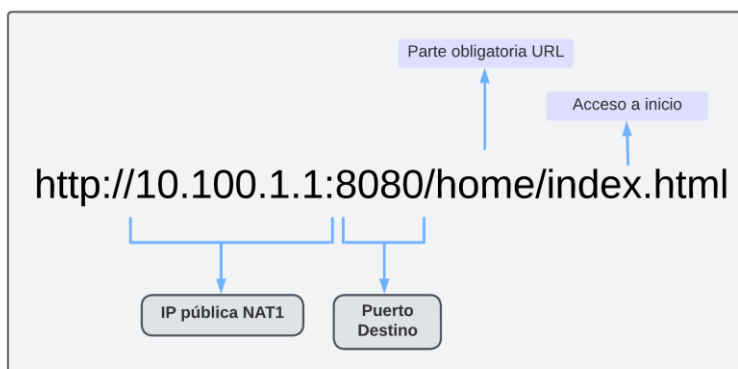 Parte obligatoria URL
Acceso a inicio
http://10.100.1.1:8080/home/index.html
IP pública NAT1
Puerto
Destino